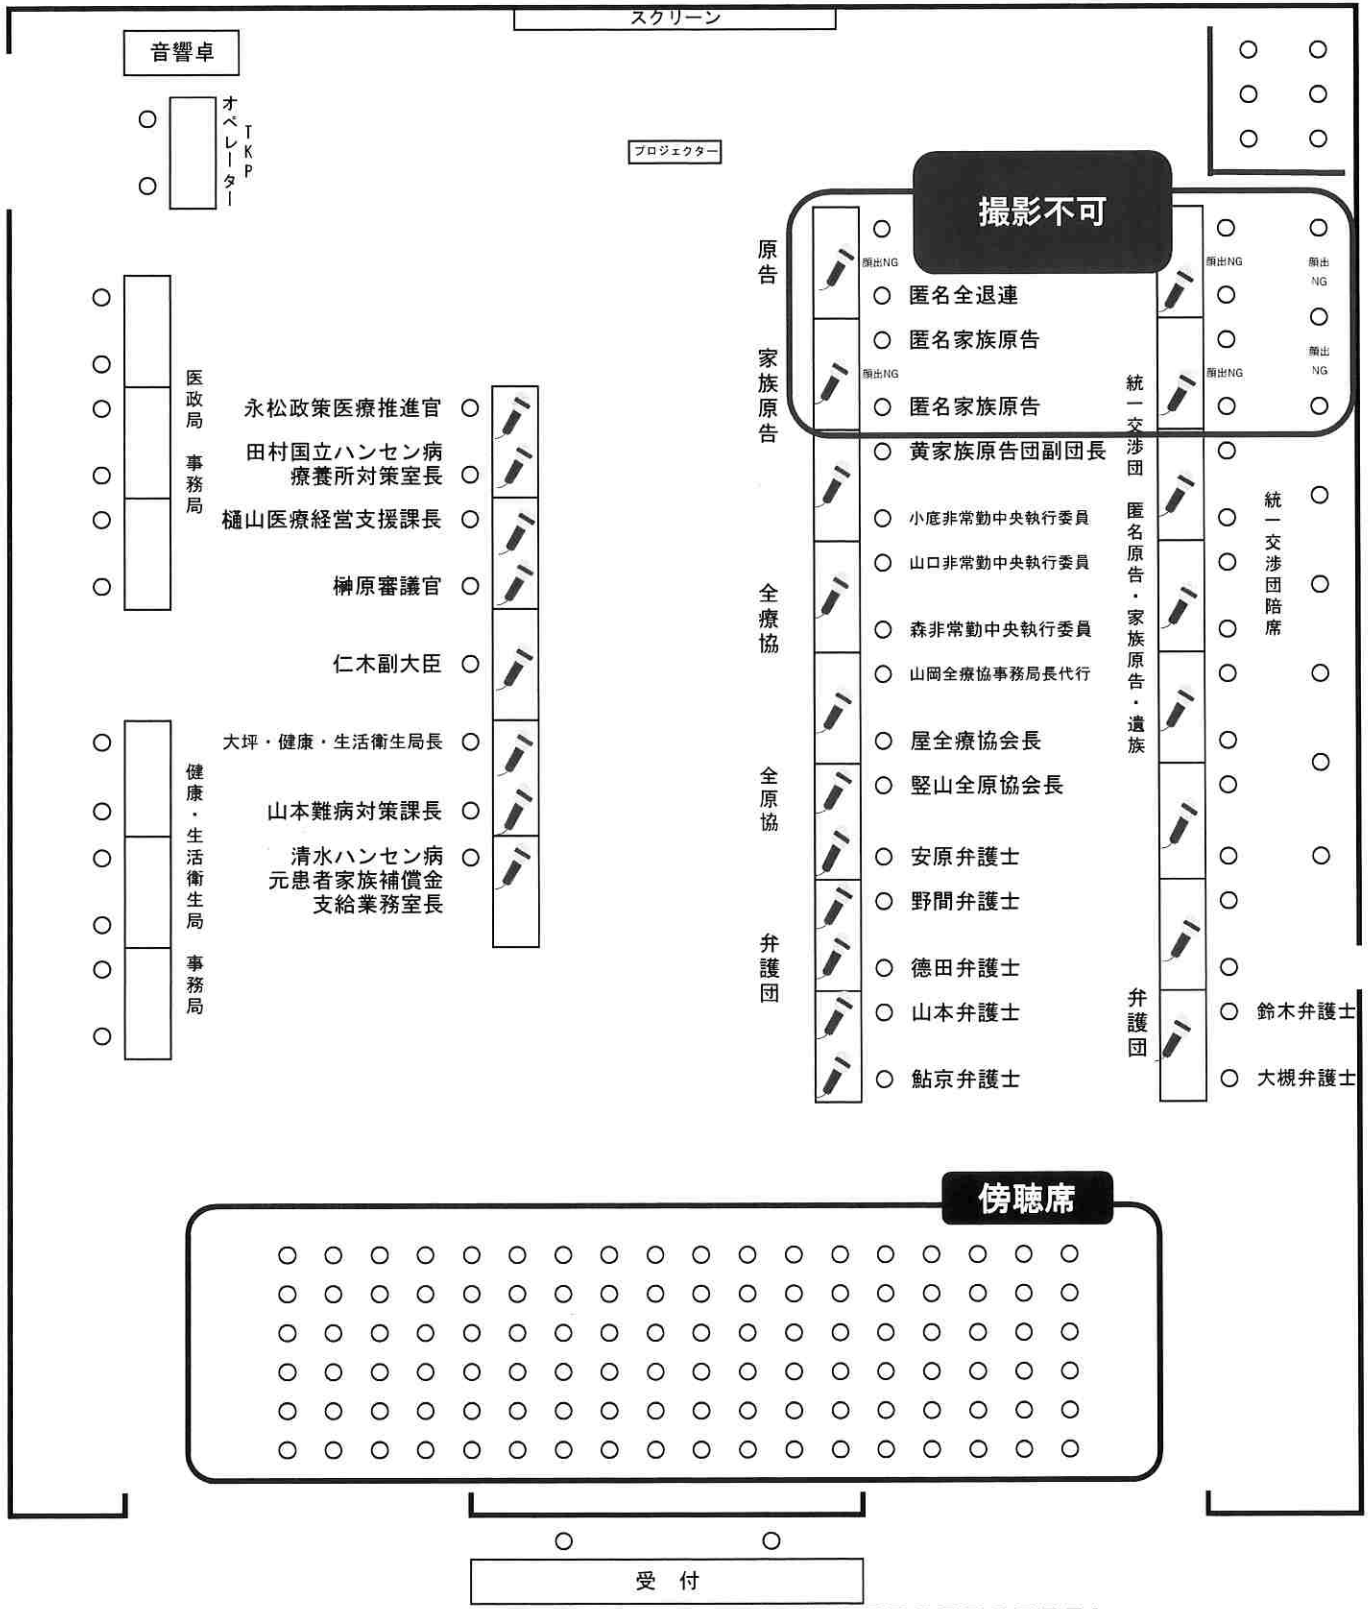 スクリーン
音響卓
TKP
オペレーター
プロジェクター
撮影不可
原告
顔出NG
匿名全退連
顔出NG
顔出
NG
家族原告
匿名家族原告
顔出NG
匿名家族原告
顔出NG
顔出
NG
医政局 事務局
永松政策医療推進官
田村国立ハンセン病
療養所対策室長
樋山医療経営支援課長
榊原審議官
仁木副大臣
健康・生活衛生局 事務局
大坪・健康・生活衛生局長
山本難病対策課長
清水ハンセン病
元患者家族補償金
支給業務室長
黄家族原告団副団長
小底非常勤中央執行委員
全療協
山口非常勤中央執行委員
森非常勤中央執行委員
山岡全療協事務局長代行
屋全療協会長
全原協
竪山全原協会長
安原弁護士
弁護団
野間弁護士
德田弁護士
山本弁護士
鮎京弁護士
統一交渉団 匿名原告・家族原告・遺族
統一交渉団陪席
弁護団
鈴木弁護士
大槻弁護士
傍聴席
受 付